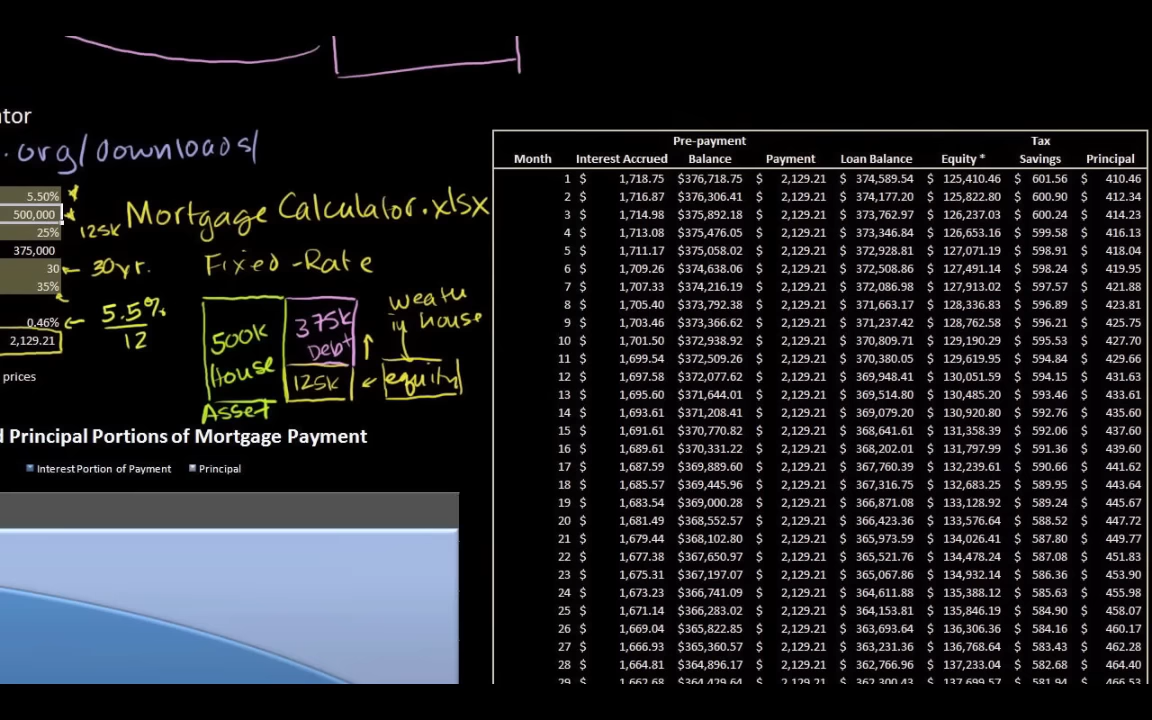 ator
.org/downloads/
5.50%
500,000
125k
Mortgage Calculator.xlsx
25%
375,000
30
30yr.
Fixed-Rate
35%
0.46%
5.5%
12
2,129.21
prices
500k
House
Asset
375k
Debt
125k
equity
wealth
in house
d Principal Portions of Mortgage Payment
Interest Portion of Payment Principal
Pre-payment Tax
Month Interest Accrued Balance Payment Loan Balance Equity * Savings Principal
1 $ 1,718.75 $376,718.75 $ 2,129.21 $ 374,589.54 $ 125,410.46 $ 601.56 $ 410.46
2 $ 1,716.87 $376,306.41 $ 2,129.21 $ 374,177.20 $ 125,822.80 $ 600.90 $ 412.34
3 $ 1,714.98 $375,892.18 $ 2,129.21 $ 373,762.97 $ 126,237.03 $ 600.24 $ 414.23
4 $ 1,713.08 $375,476.05 $ 2,129.21 $ 373,346.84 $ 126,653.16 $ 599.58 $ 416.13
5 $ 1,711.17 $375,058.02 $ 2,129.21 $ 372,928.81 $ 127,071.19 $ 598.91 $ 418.04
6 $ 1,709.26 $374,638.06 $ 2,129.21 $ 372,508.86 $ 127,491.14 $ 598.24 $ 419.95
7 $ 1,707.33 $374,216.19 $ 2,129.21 $ 372,086.98 $ 127,913.02 $ 597.57 $ 421.88
8 $ 1,705.40 $373,792.38 $ 2,129.21 $ 371,663.17 $ 128,336.83 $ 596.89 $ 423.81
9 $ 1,703.46 $373,366.62 $ 2,129.21 $ 371,237.42 $ 128,762.58 $ 596.21 $ 425.75
10 $ 1,701.50 $372,938.92 $ 2,129.21 $ 370,809.71 $ 129,190.29 $ 595.53 $ 427.70
11 $ 1,699.54 $372,509.26 $ 2,129.21 $ 370,380.05 $ 129,619.95 $ 594.84 $ 429.66
12 $ 1,697.58 $372,077.62 $ 2,129.21 $ 369,948.41 $ 130,051.59 $ 594.15 $ 431.63
13 $ 1,695.60 $371,644.01 $ 2,129.21 $ 369,514.80 $ 130,485.20 $ 593.46 $ 433.61
14 $ 1,693.61 $371,208.41 $ 2,129.21 $ 369,079.20 $ 130,920.80 $ 592.76 $ 435.60
15 $ 1,691.61 $370,770.82 $ 2,129.21 $ 368,641.61 $ 131,358.39 $ 592.06 $ 437.60
16 $ 1,689.61 $370,331.22 $ 2,129.21 $ 368,202.01 $ 131,797.99 $ 591.36 $ 439.60
17 $ 1,687.59 $369,889.60 $ 2,129.21 $ 367,760.39 $ 132,239.61 $ 590.66 $ 441.62
18 $ 1,685.57 $369,445.96 $ 2,129.21 $ 367,316.75 $ 132,683.25 $ 589.95 $ 443.64
19 $ 1,683.54 $369,000.28 $ 2,129.21 $ 366,871.08 $ 133,128.92 $ 589.24 $ 445.67
20 $ 1,681.49 $368,552.57 $ 2,129.21 $ 366,423.36 $ 133,576.64 $ 588.52 $ 447.72
21 $ 1,679.44 $368,102.80 $ 2,129.21 $ 365,973.59 $ 134,026.41 $ 587.80 $ 449.77
22 $ 1,677.38 $367,650.97 $ 2,129.21 $ 365,521.76 $ 134,478.24 $ 587.08 $ 451.83
23 $ 1,675.31 $367,197.07 $ 2,129.21 $ 365,067.86 $ 134,932.14 $ 586.36 $ 453.90
24 $ 1,673.23 $366,741.09 $ 2,129.21 $ 364,611.88 $ 135,388.12 $ 585.63 $ 455.98
25 $ 1,671.14 $366,283.02 $ 2,129.21 $ 364,153.81 $ 135,846.19 $ 584.90 $ 458.07
26 $ 1,669.04 $365,822.85 $ 2,129.21 $ 363,693.64 $ 136,306.36 $ 584.16 $ 460.17
27 $ 1,666.93 $365,360.57 $ 2,129.21 $ 363,231.36 $ 136,768.64 $ 583.43 $ 462.28
28 $ 1,664.81 $364,896.17 $ 2,129.21 $ 362,766.96 $ 137,233.04 $ 582.68 $ 464.40
29 $ 1,662.68 $364,429.64 $ 2,129.21 $ 362,300.43 $ 137,699.57 $ 581.94 $ 466.53